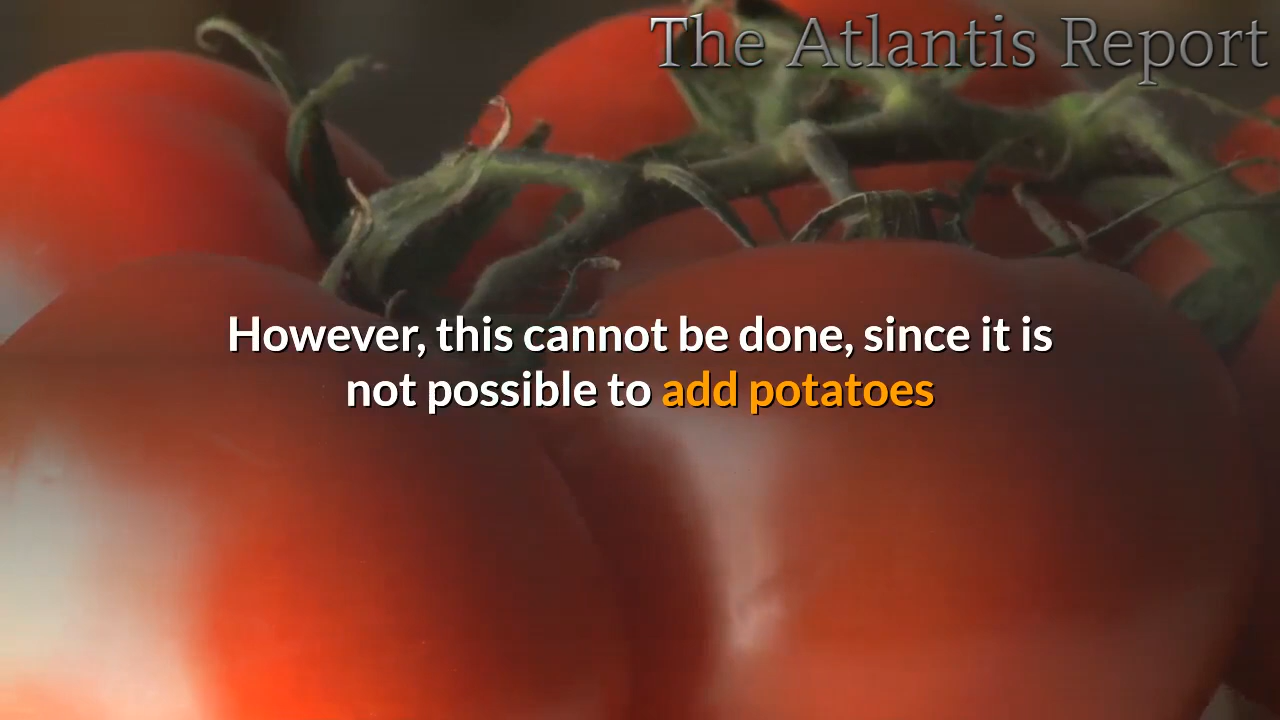 The Atlantis Report
However, this cannot be done, since it is
not possible to add potatoes